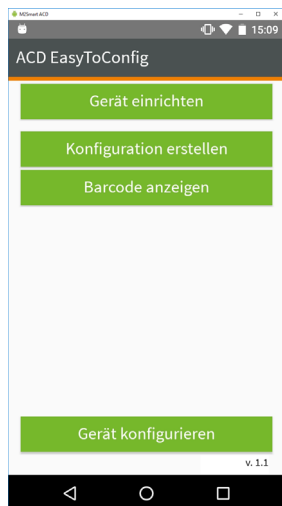 M2Smart ACD
15:09
ACD EasyToConfig
Gerät einrichten
Konfiguration erstellen
Barcode anzeigen
Gerät konfigurieren
v. 1.1